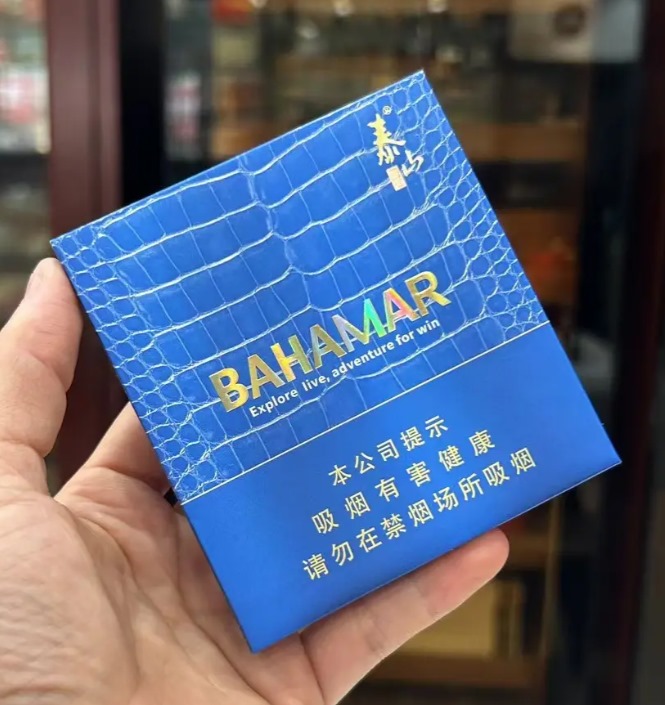 泰山
BAHAMAR
Explore live, adventure for win
本公司提示
吸烟有害健康
请勿在禁烟场所吸烟